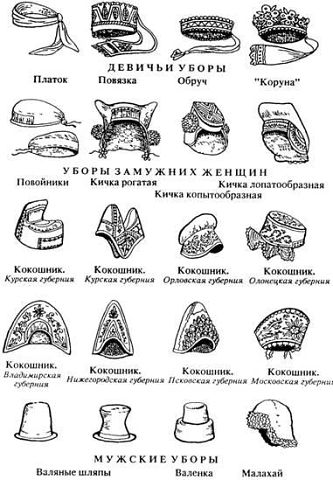 Платок Повязка Обруч "Коруна"
ДЕВИЧЬИ УБОРЫ
Повойники Кичка рогатая Кичка лопатообразная
Кичка копытообразная
УБОРЫ ЗАМУЖНИХ ЖЕНЩИН
Кокошник. Кокошник. Кокошник. Кокошник.
Курская губерния Курская губерния Орловская губерния Олонецкая губерния
Кокошник. Кокошник. Кокошник. Кокошник.
Владимирская губерния Нижегородская губерния Псковская губерния Московская губерния
МУЖСКИЕ УБОРЫ
Валяные шляпы Валенка Малахай